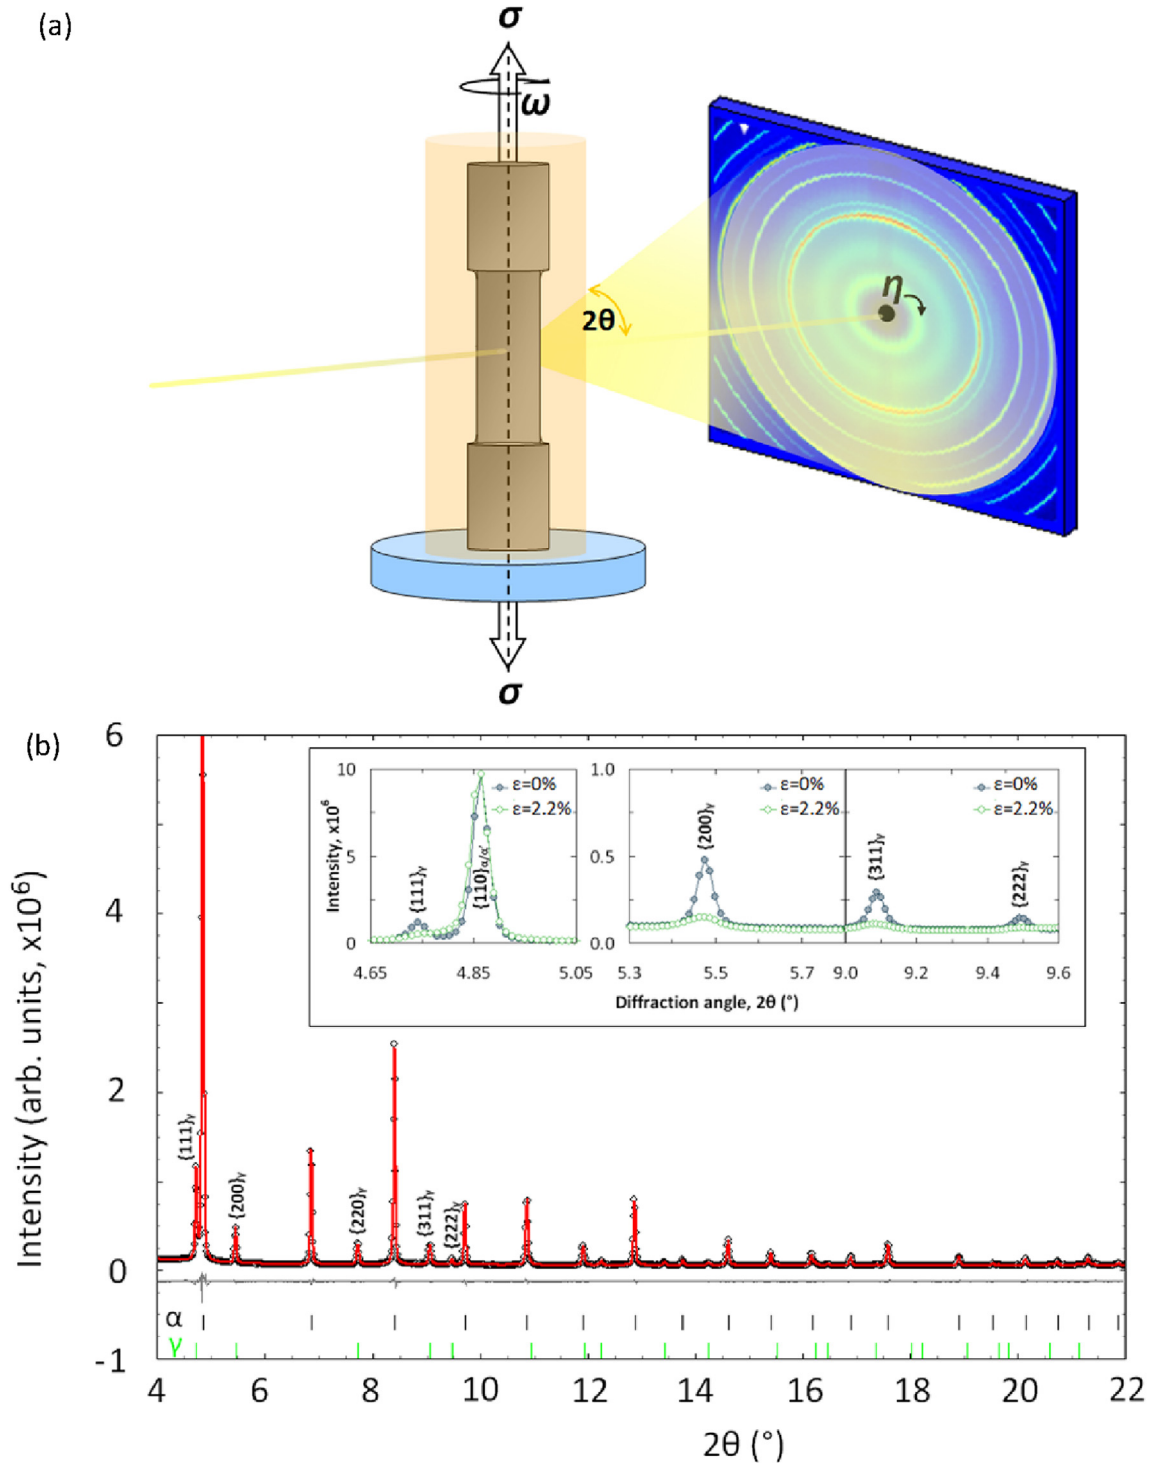 (a)
σ
ω
η
2θ
σ
(b)
6
4
2
0
-1
Intensity (arb. units, x10⁶)
10
5
0
Intensity, x10⁶
ε=0%
ε=2.2%
{111}γ
{110}α/α′
4.65 4.85 5.05
1.0
0.5
0.0
ε=0%
ε=2.2%
{200}γ
5.3 5.5 5.7
ε=0%
ε=2.2%
{311}γ
{222}γ
9.0 9.2 9.4 9.6
Diffraction angle, 2θ (°)
{111}γ
{200}γ
{220}γ
{311}γ
{222}γ
α
γ
4 6 8 10 12 14 16 18 20 22
2θ (°)